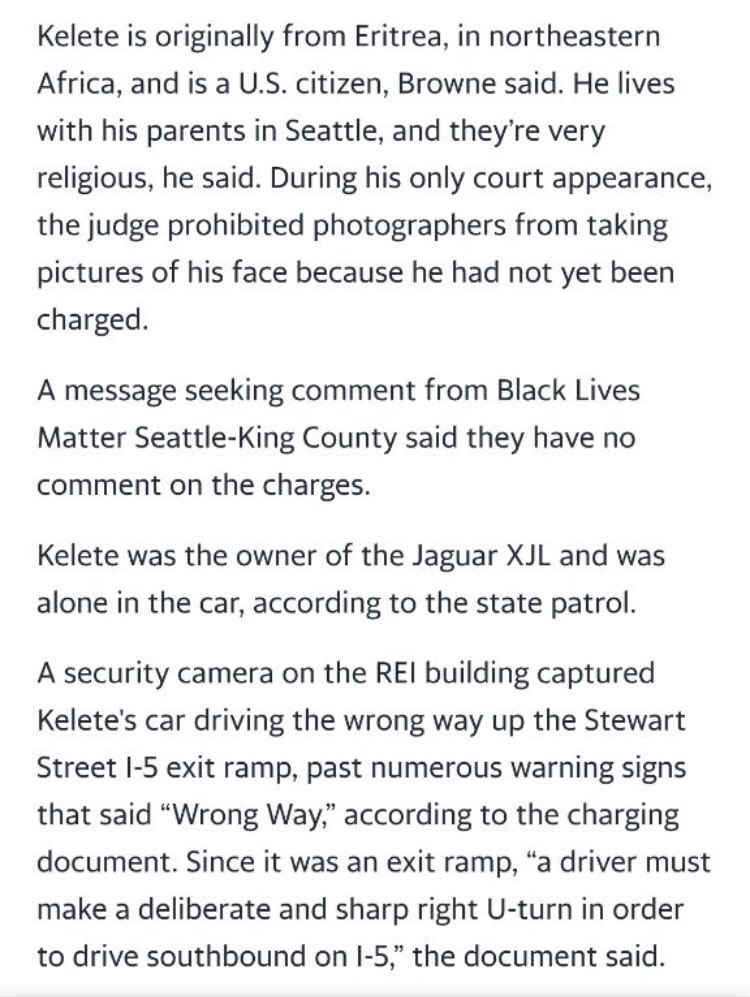 Kelete is originally from Eritrea, in northeastern
Africa, and is a U.S. citizen, Browne said. He lives
with his parents in Seattle, and they’re very
religious, he said. During his only court appearance,
the judge prohibited photographers from taking
pictures of his face because he had not yet been
charged.
A message seeking comment from Black Lives
Matter Seattle-King County said they have no
comment on the charges.
Kelete was the owner of the Jaguar XJL and was
alone in the car, according to the state patrol.
A security camera on the REI building captured
Kelete's car driving the wrong way up the Stewart
Street I-5 exit ramp, past numerous warning signs
that said “Wrong Way,” according to the charging
document. Since it was an exit ramp, “a driver must
make a deliberate and sharp right U-turn in order
to drive southbound on I-5,” the document said.